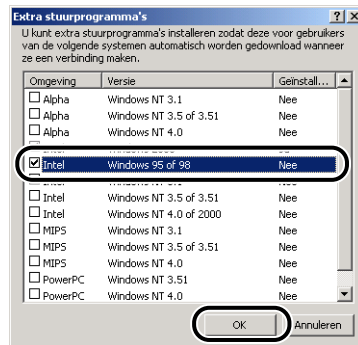 Extra stuurprogramma's
U kunt extra stuurprogramma's installeren zodat deze voor gebruikers
van de volgende systemen automatisch worden gedownload wanneer
ze een verbinding maken.
Omgeving Versie Geïnstall...
Alpha Windows NT 3.1 Nee
Alpha Windows NT 3.5 of 3.51 Nee
Alpha Windows NT 4.0 Nee
Intel Windows 95 of 98 Nee
Intel Windows NT 3.5 of 3.51 Nee
Intel Windows NT 4.0 of 2000 Nee
MIPS Windows NT 3.1 Nee
MIPS Windows NT 3.5 of 3.51 Nee
MIPS Windows NT 4.0 Nee
PowerPC Windows NT 3.51 Nee
PowerPC Windows NT 4.0 Nee
OK Annuleren